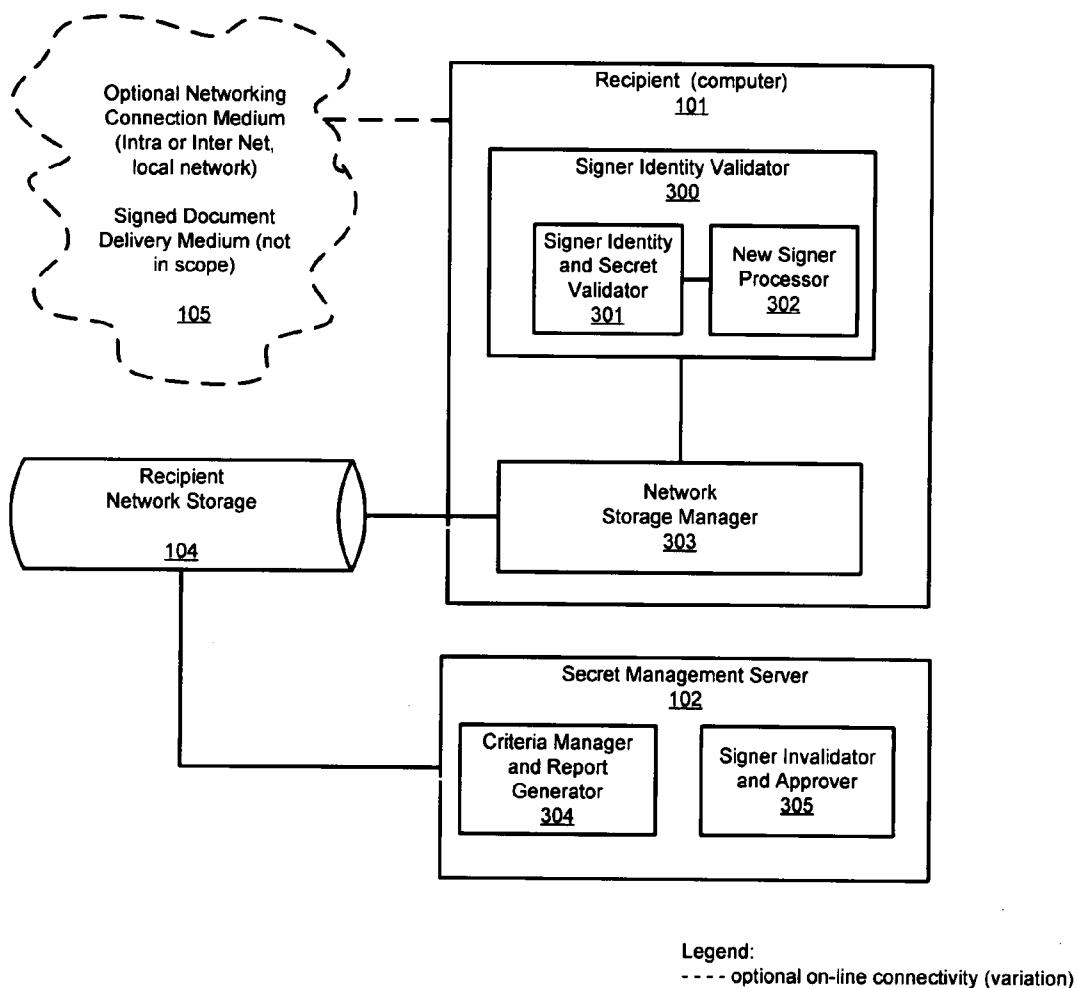 Optional Networking
Connection Medium
(Intra or Inter Net,
local network)
Signed Document
Delivery Medium (not
in scope)
105
Recipient (computer)
101
Signer Identity Validator
300
Signer Identity
and Secret
Validator
301
New Signer
Processor
302
Recipient
Network Storage
104
Network
Storage Manager
303
Secret Management Server
102
Criteria Manager
and Report
Generator
304
Signer Invalidator
and Approver
305
Legend:
- - - - optional on-line connectivity (variation)